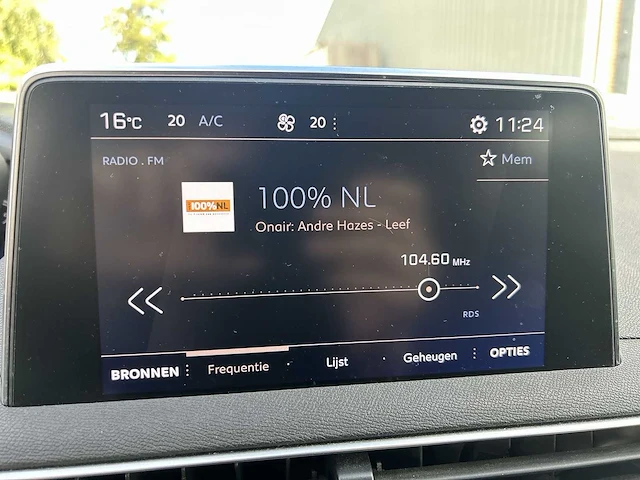 16°C 20 A/C 20 11:24
RADIO . FM
Mem
100%NL
100% NL
Onair: Andre Hazes - Leef
104.60 MHz
RDS
BRONNEN
Frequentie
Lijst
Geheugen
OPTIES